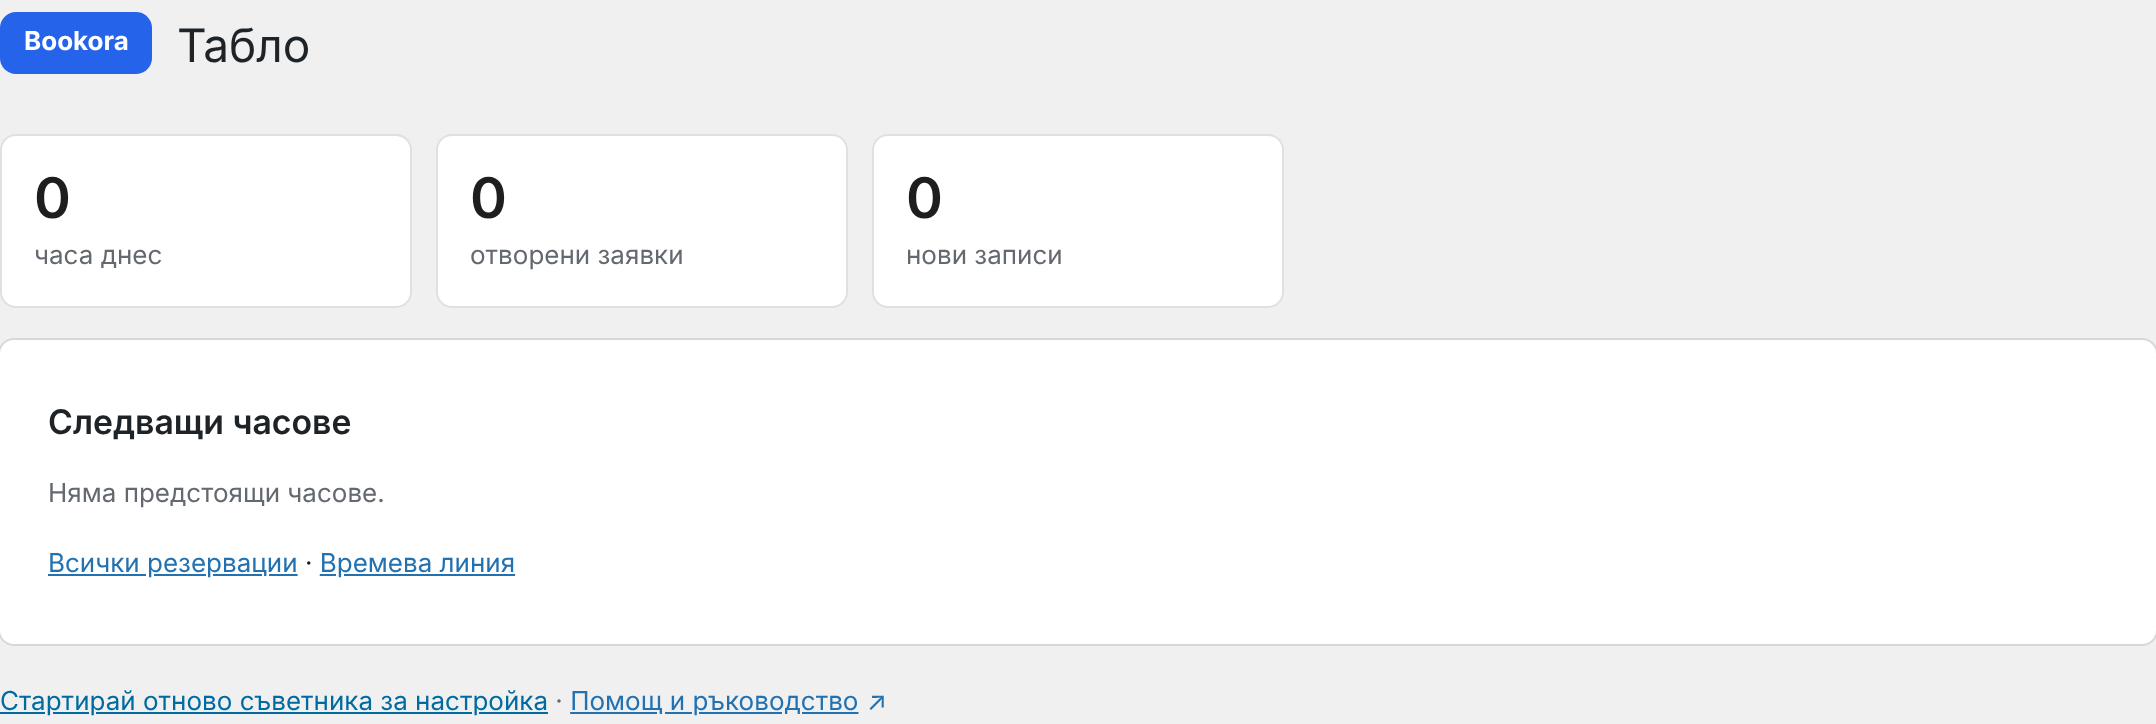 Bookora Табло
0 0 0
часа днес отворени заявки нови записи
Следващи часове
Няма предстоящи часове.
Всички резервации · Времева линия
Стартирай отново съветника за настройка · Помощ и ръководство ↗